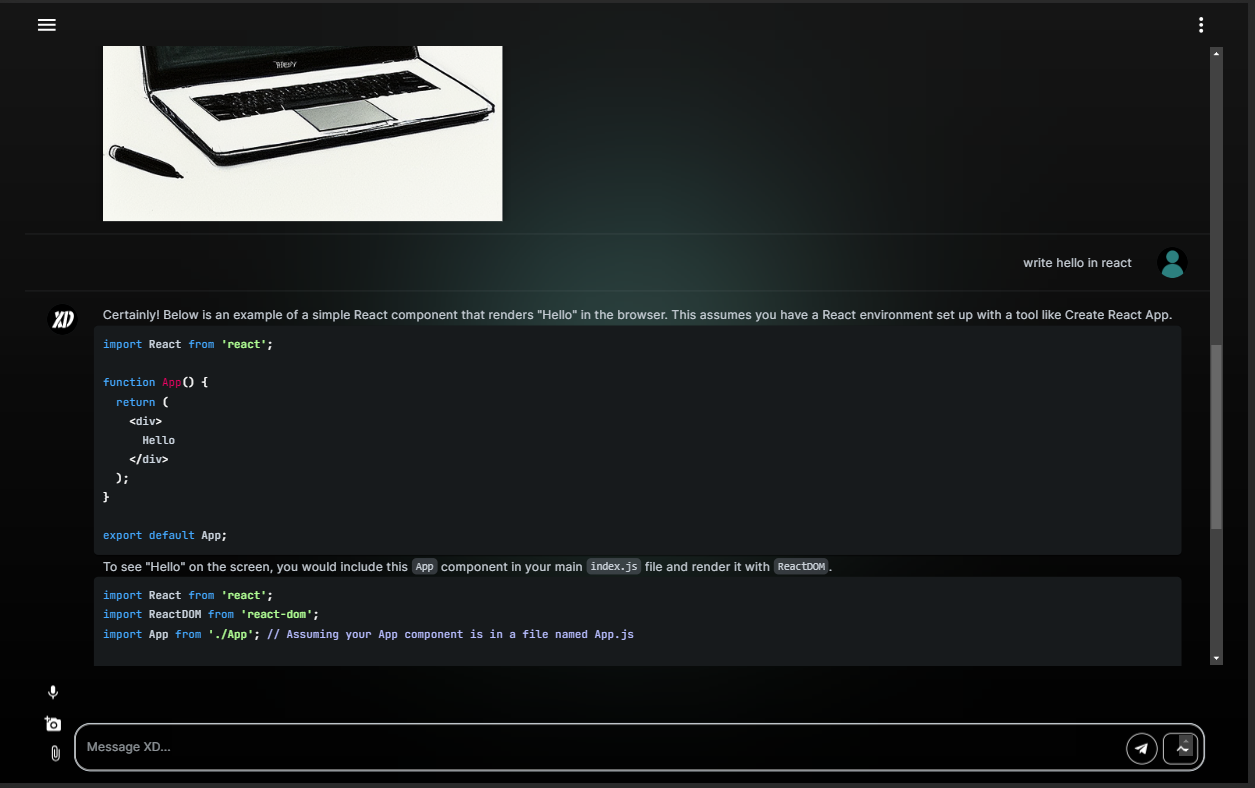 write hello in react
XD
Certainly! Below is an example of a simple React component that renders "Hello" in the browser. This assumes you have a React environment set up with a tool like Create React App.
import React from 'react';
function App() {
  return (
    <div>
      Hello
    </div>
  );
}
export default App;
To see "Hello" on the screen, you would include this App component in your main index.js file and render it with ReactDOM.
import React from 'react';
import ReactDOM from 'react-dom';
import App from './App'; // Assuming your App component is in a file named App.js
Message XD...